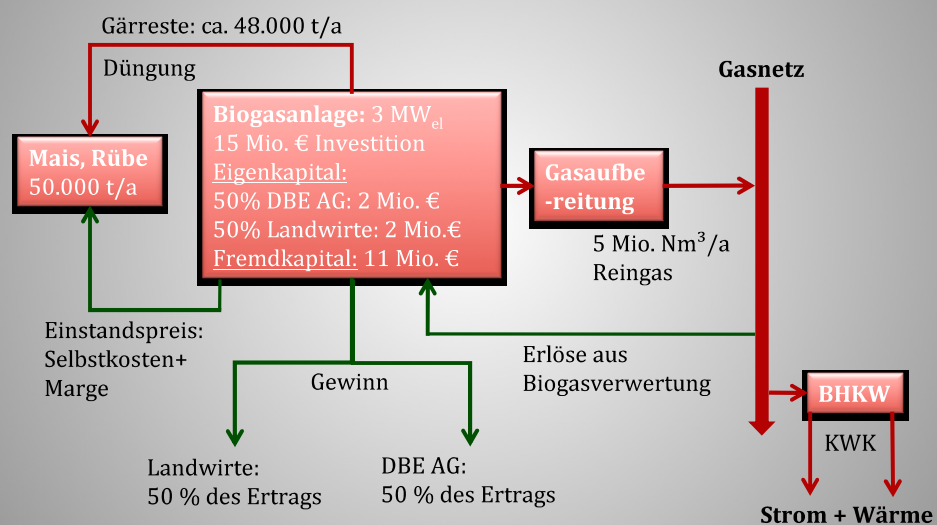 Gärreste: ca. 48.000 t/a
Düngung
Gasnetz
Biogasanlage: 3 MWel
15 Mio. € Investition
Eigenkapital:
50% DBE AG: 2 Mio. €
50% Landwirte: 2 Mio.€
Fremdkapital: 11 Mio. €
Mais, Rübe
50.000 t/a
Gasaufbe
-reitung
5 Mio. Nm³/a
Reingas
Einstandspreis:
Selbstkosten+
Marge
Gewinn
Erlöse aus
Biogasverwertung
BHKW
KWK
Landwirte:
50 % des Ertrags
DBE AG:
50 % des Ertrags
Strom + Wärme